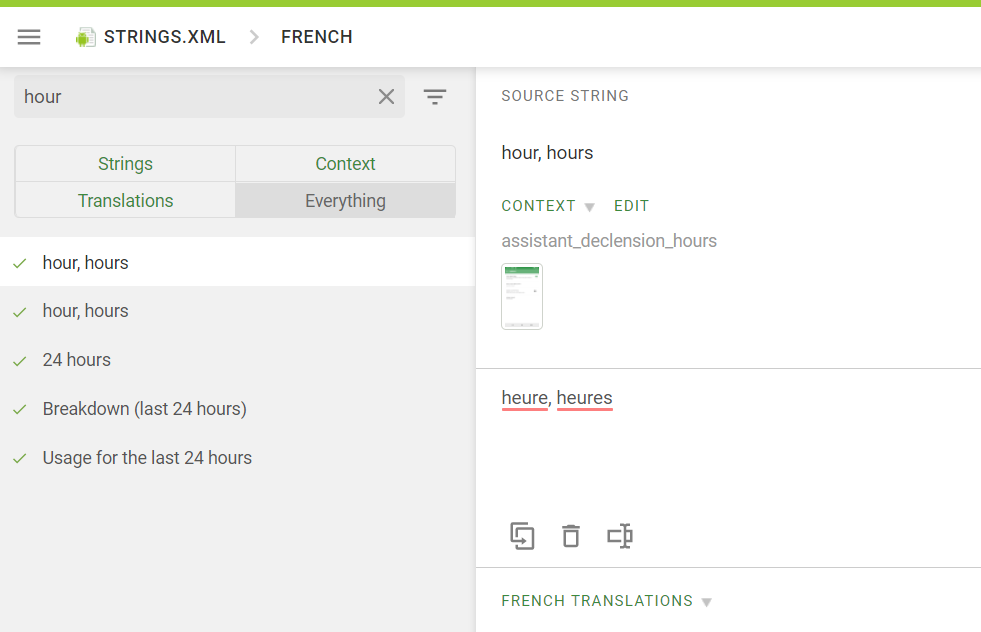 STRINGS.XML > FRENCH
hour
Strings Context
Translations Everything
hour, hours
hour, hours
24 hours
Breakdown (last 24 hours)
Usage for the last 24 hours
SOURCE STRING
hour, hours
CONTEXT EDIT
assistant_declension_hours
heure, heures
FRENCH TRANSLATIONS